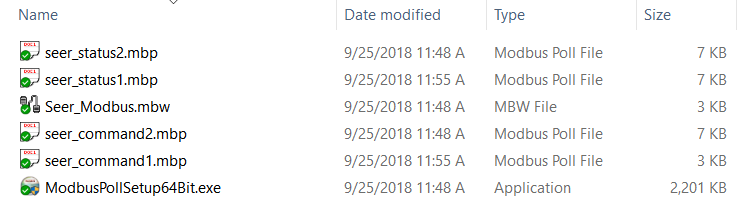 Name Date modified Type Size
seer_status2.mbp 9/25/2018 11:48 A Modbus Poll File 7 KB
seer_status1.mbp 9/25/2018 11:55 A Modbus Poll File 7 KB
Seer_Modbus.mbw 9/25/2018 11:48 A MBW File 3 KB
seer_command2.mbp 9/25/2018 11:48 A Modbus Poll File 7 KB
seer_command1.mbp 9/25/2018 11:55 A Modbus Poll File 3 KB
ModbusPollSetup64Bit.exe 9/25/2018 11:48 A Application 2,201 KB